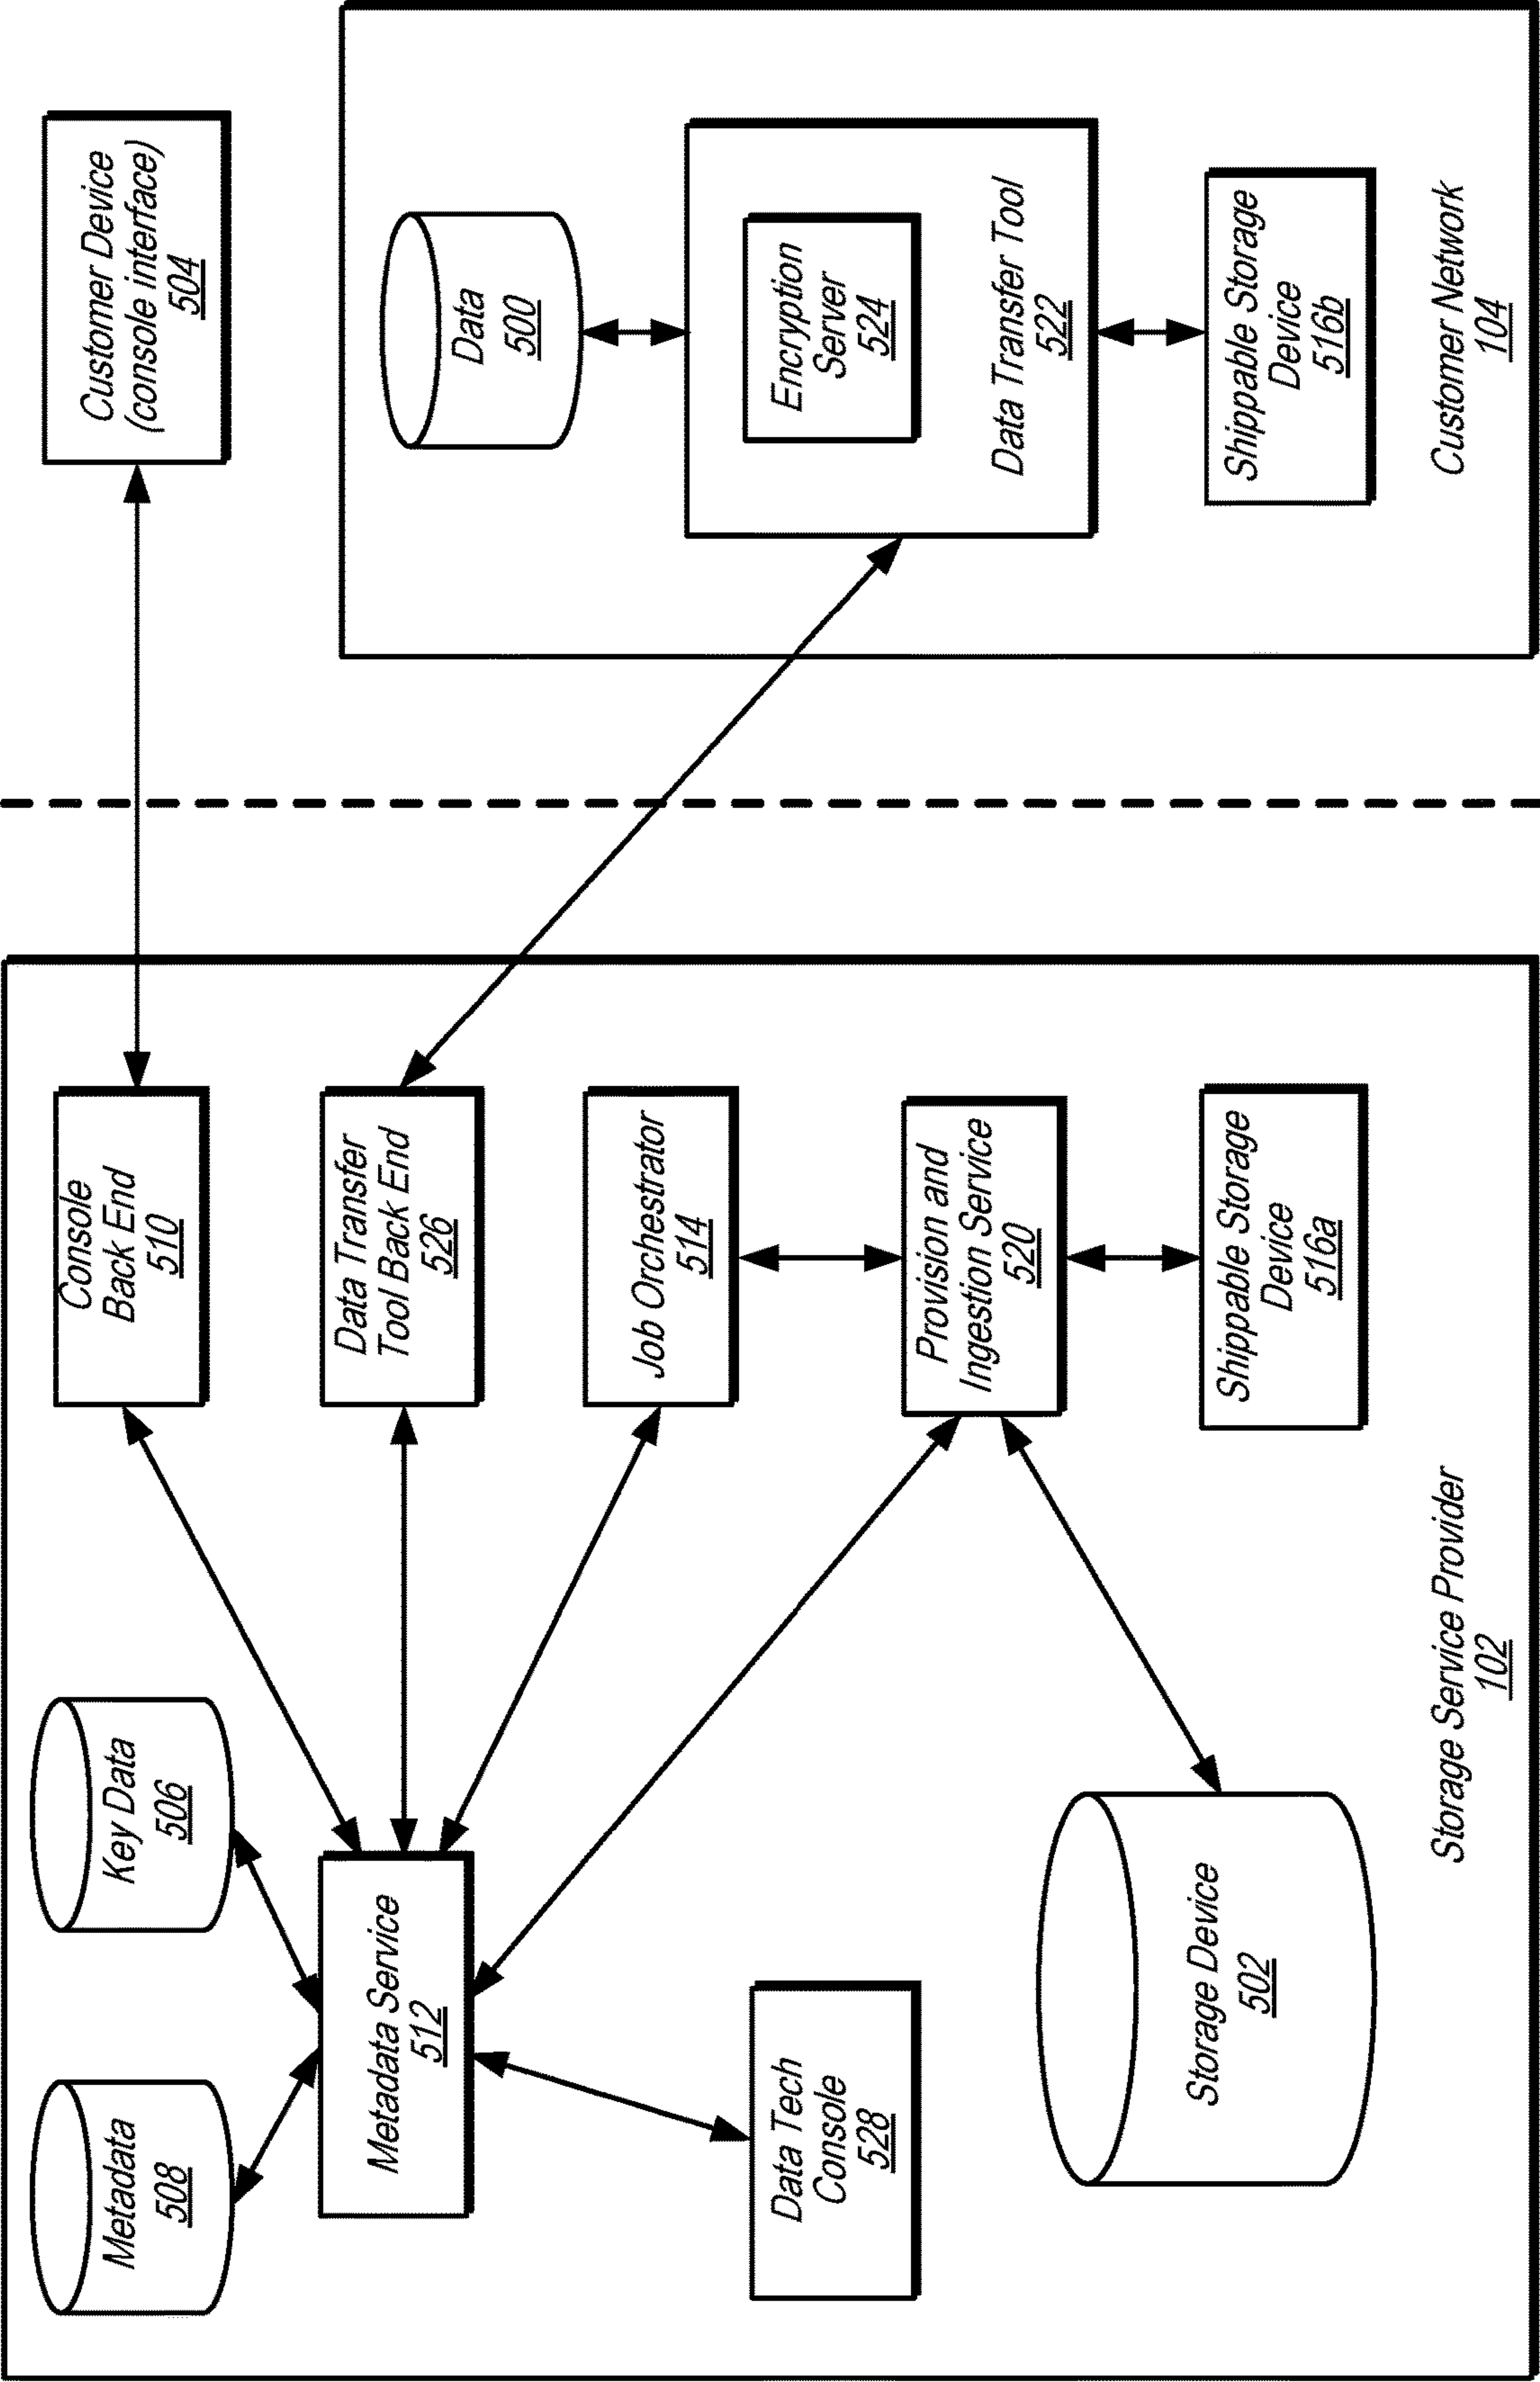 Metadata
508
Key Data
506
Console
Back End
510
Customer Device
(console interface)
504
Metadata Service
512
Data Transfer
Tool Back End
526
Data
500
Job Orchestrator
514
Encryption
Server
524
Data Transfer Tool
522
Data Tech
Console
528
Provision and
Ingestion Service
520
Storage Device
502
Shippable Storage
Device
516a
Shippable Storage
Device
516b
Storage Service Provider
102
Customer Network
104